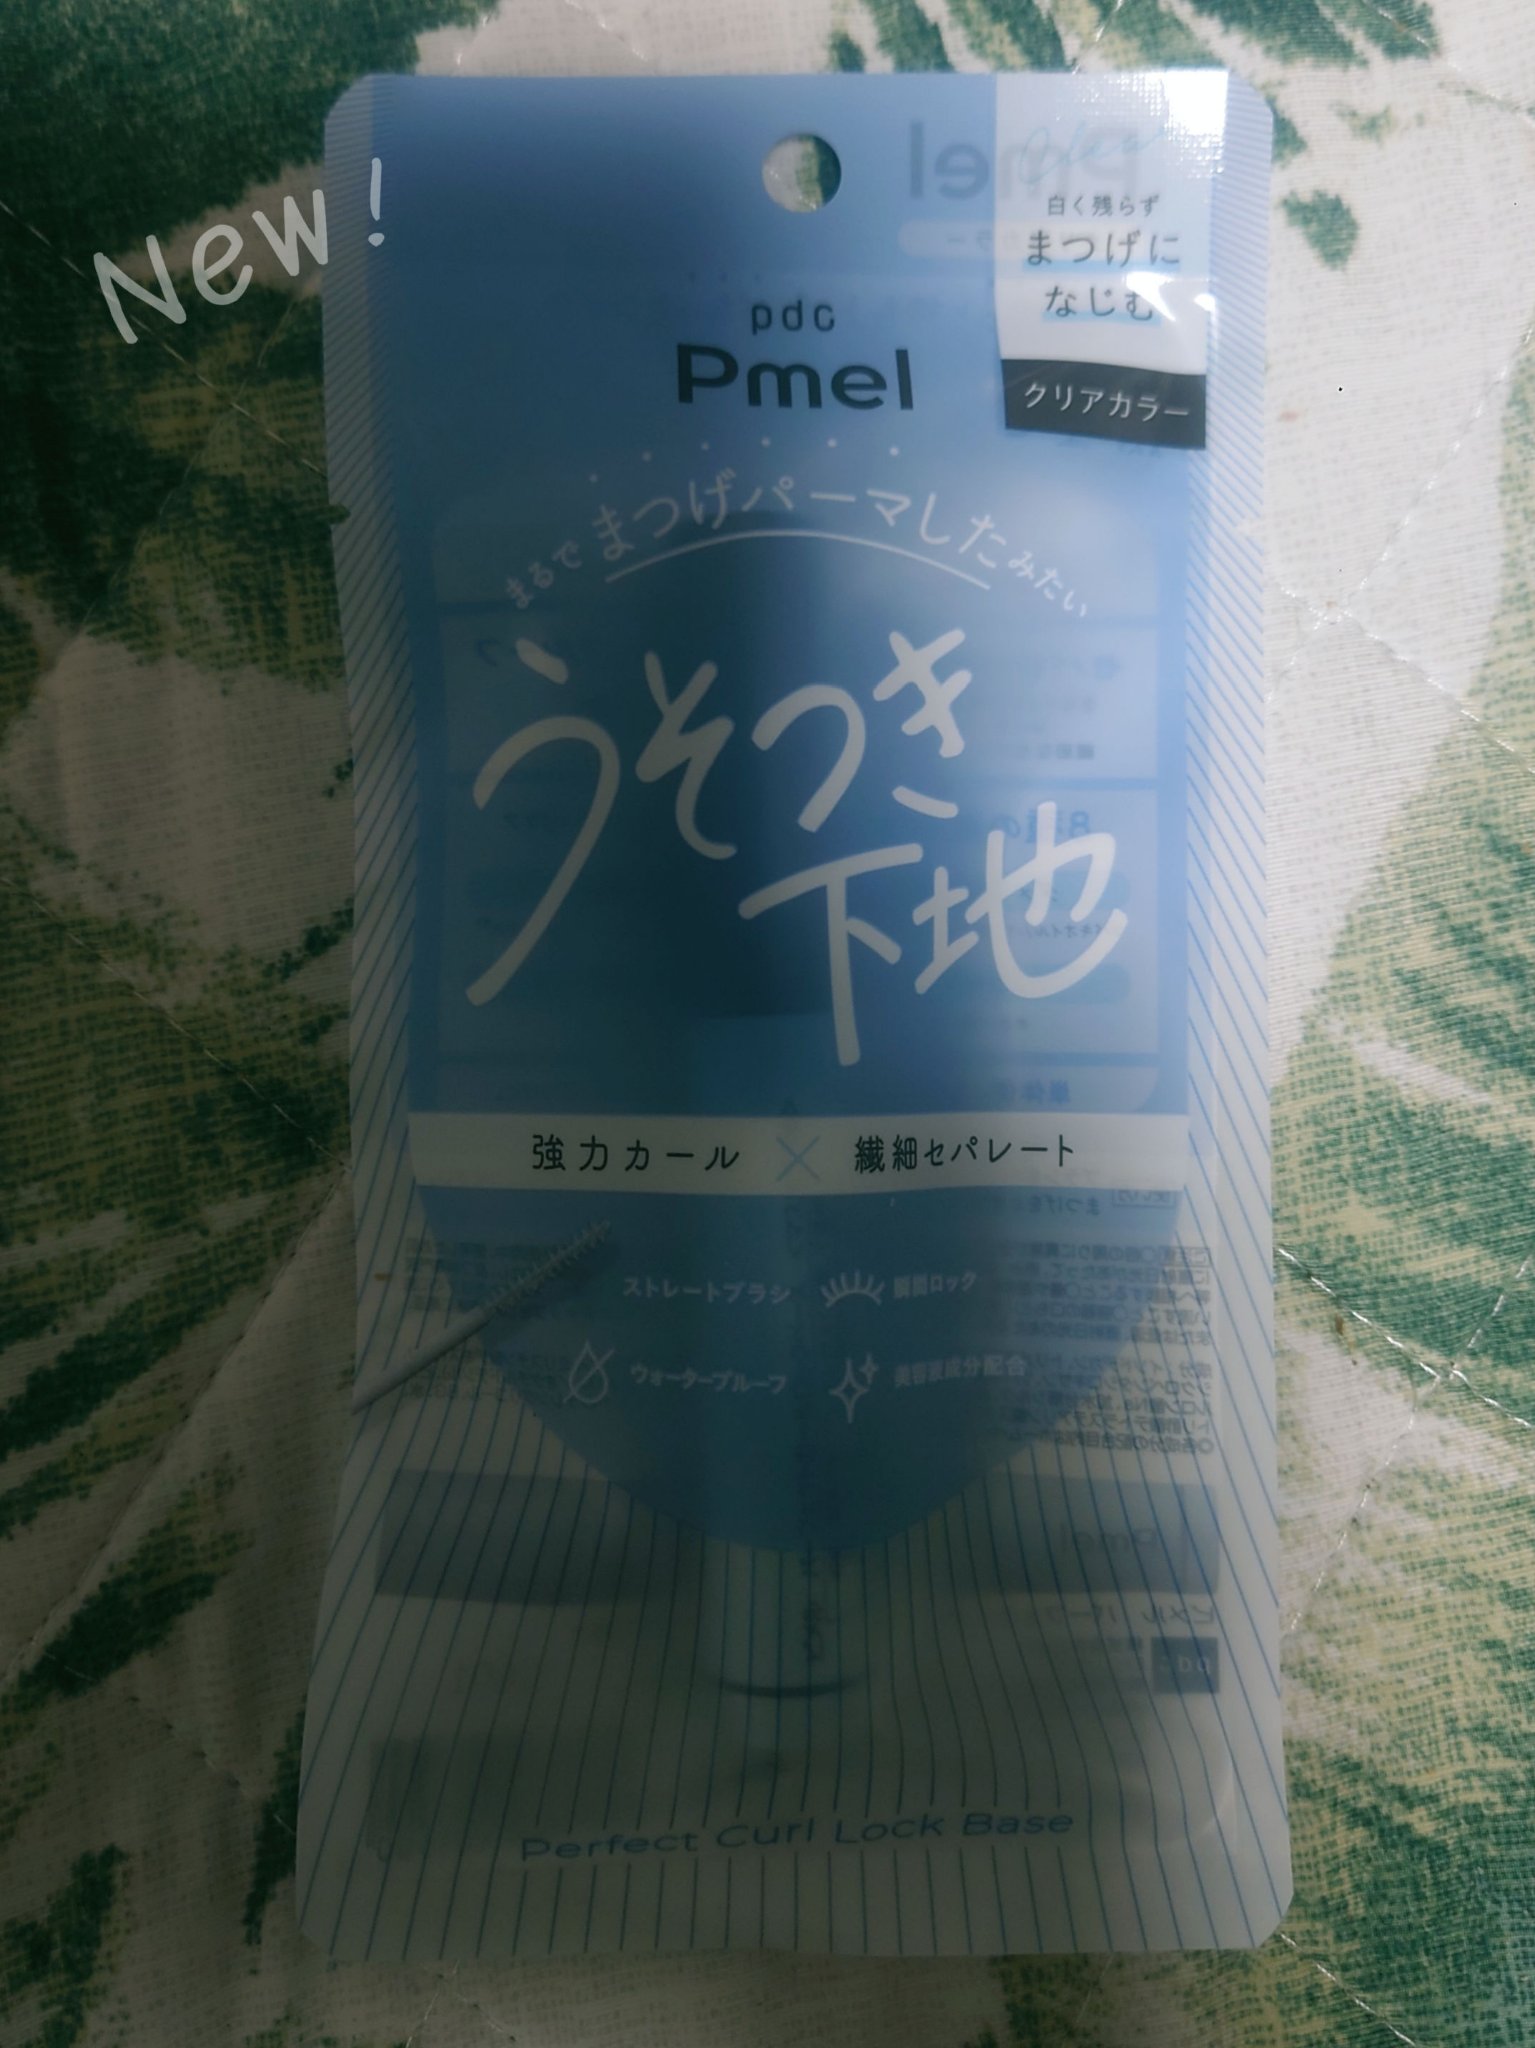 New!
白く残らず
まつげに
なじむ
クリアカラー
pdc
Pmel
まるでまつげパーマしたみたい
うそつき
下地
強力カール × 繊細セパレート
ストレートブラシ 瞬間ロック
ウォータープルーフ 美容液成分配合
Perfect Curl Lock Base